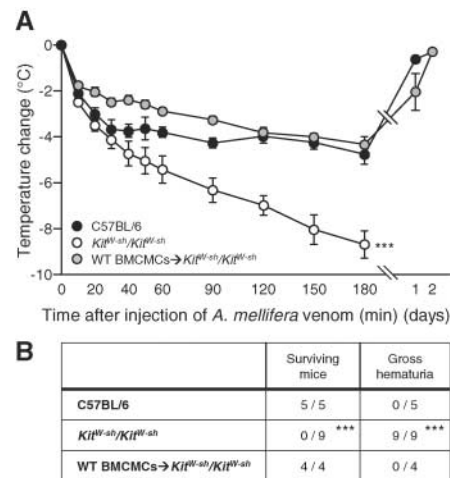 A
0
-2
-4
-6
-8
-10
Temperature change (°C)
C57BL/6
Kit^W-sh/Kit^W-sh
WT BMCMCs→Kit^W-sh/Kit^W-sh
***
0 10 20 30 40 50 60 90 120 150 180 1 2
Time after injection of A. mellifera venom (min) (days)
B
Surviving mice Gross hematuria
C57BL/6 5 / 5 0 / 5
Kit^W-sh/Kit^W-sh 0 / 9 *** 9 / 9 ***
WT BMCMCs→Kit^W-sh/Kit^W-sh 4 / 4 0 / 4